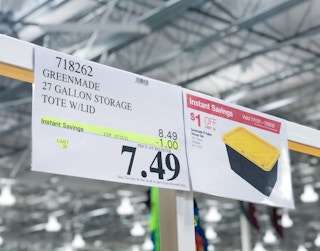 718262
GREENMADE
27 GALLON STORAGE
TOTE W/LID
Instant Savings
8.49
-1.00
7.49
Instant Savings
$1 OFF